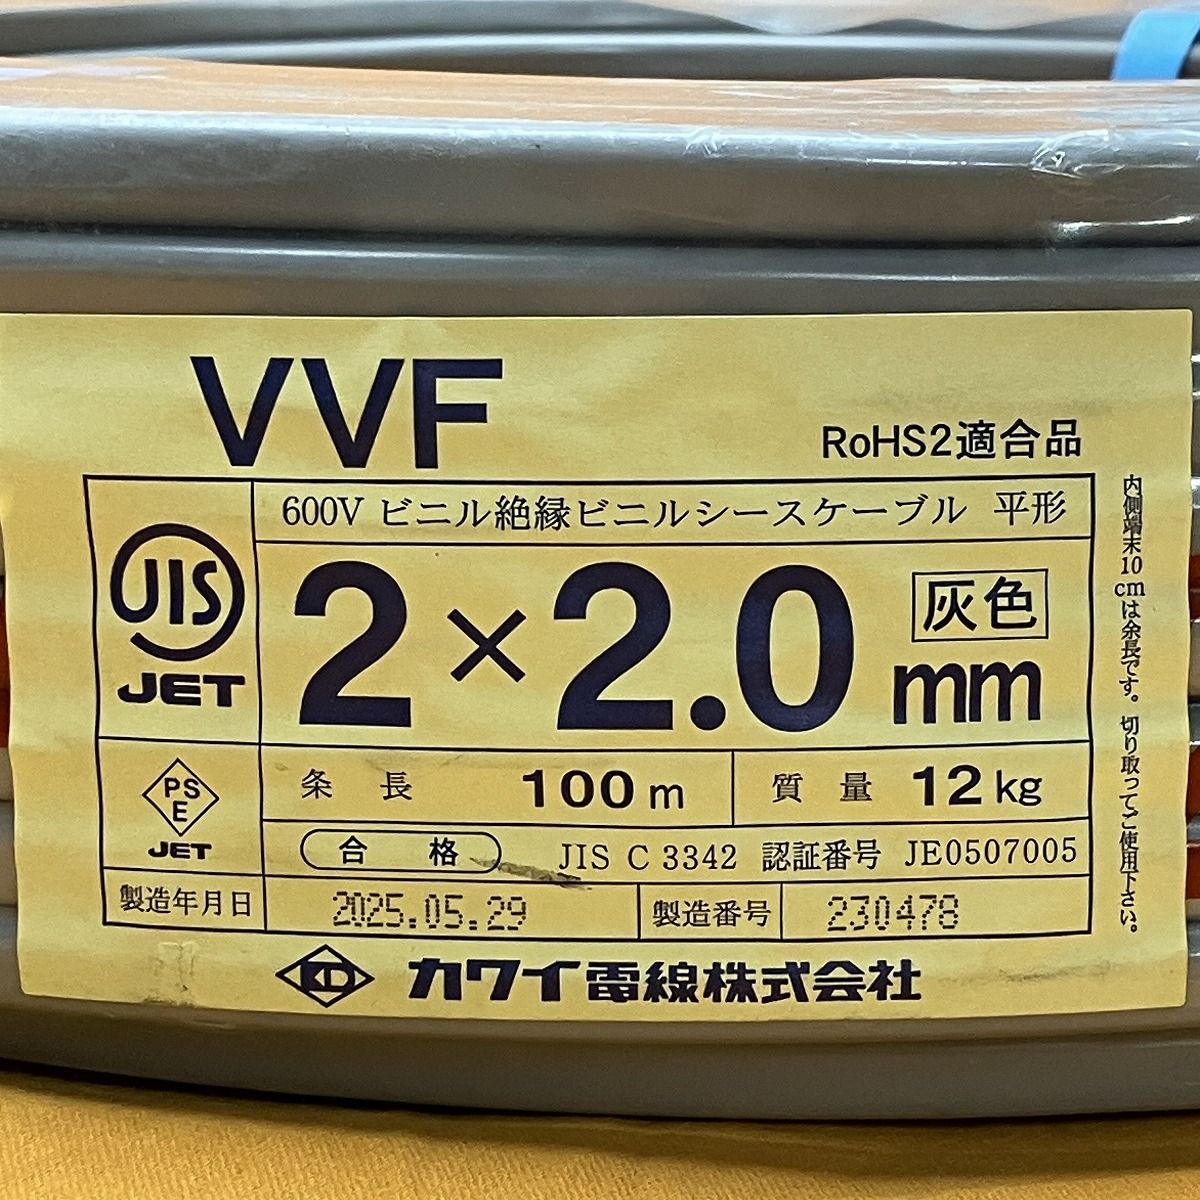 VVF
RoHS2適合品
600V ビニル絶縁ビニルシースケーブル 平形
JIS
JET
2×2.0mm
灰色
条長 100m
質量 12kg
PS
E
JET
合格 JIS C 3342 認証番号 JE0507005
製造年月日 2025.05.29 製造番号 230478
KD カワイ電線株式会社
内側端末10cmは余長です。切り取ってご使用下さい。